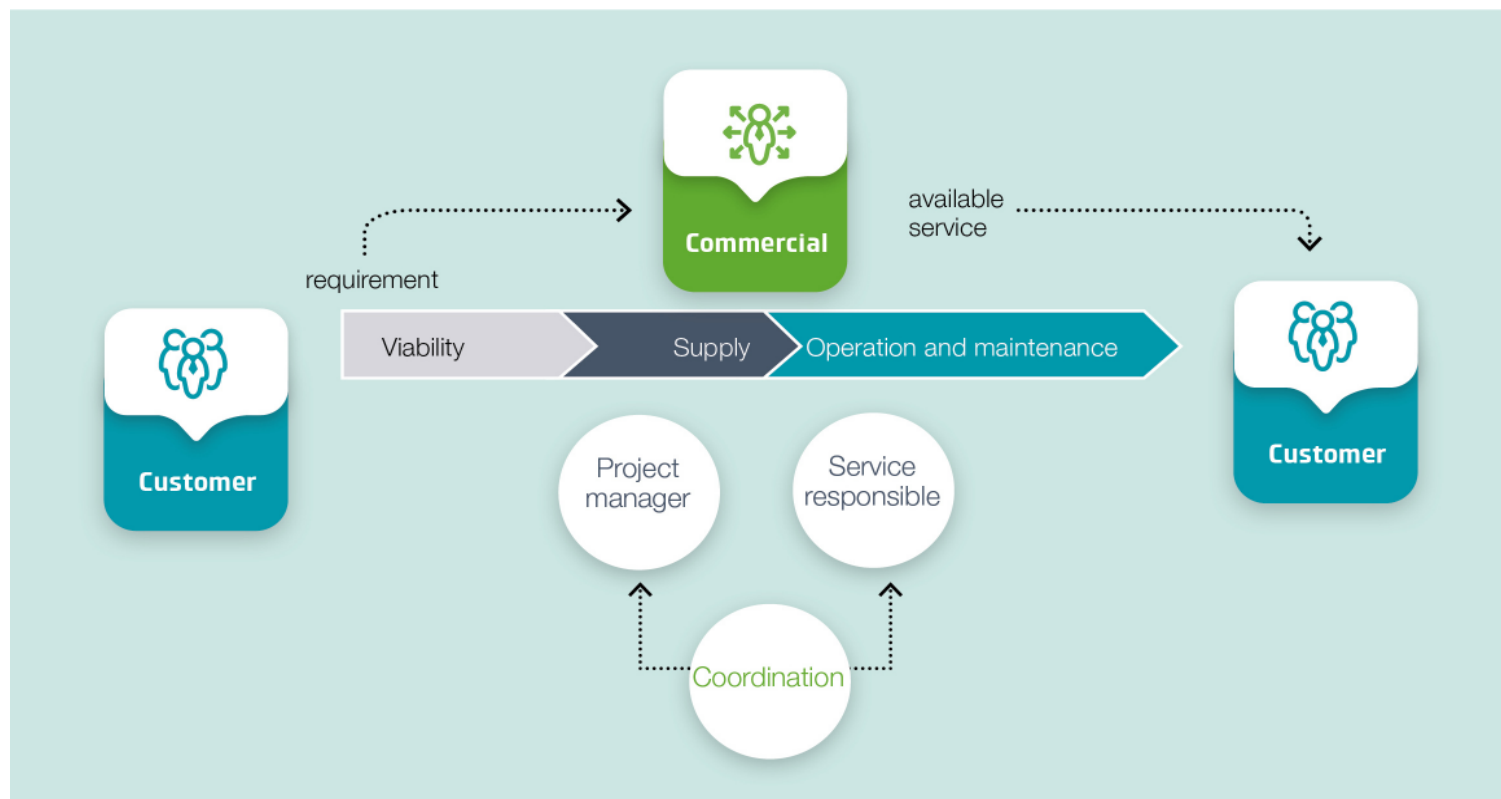 Commercial
available
service
requirement
Viability
Supply
Operation and maintenance
Customer
Customer
Project
manager
Service
responsible
Coordination